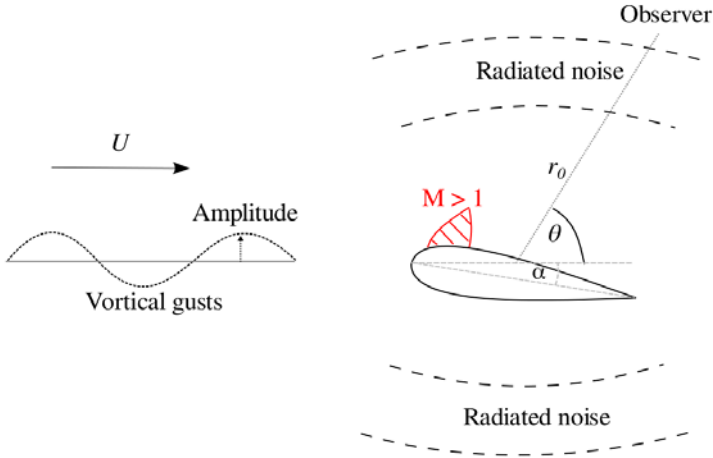 Observer
Radiated noise
U
r₀
Amplitude
M > 1
θ
α
Vortical gusts
Radiated noise